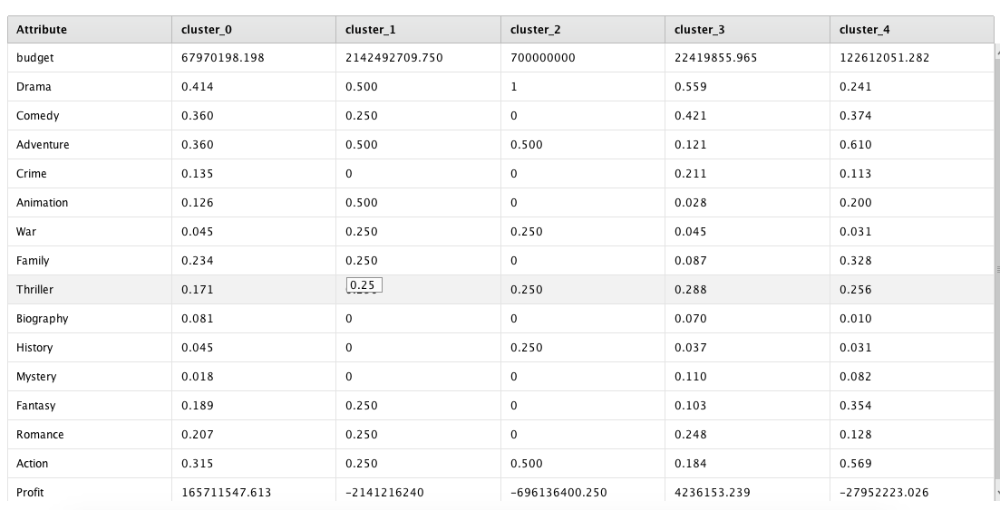 Attribute cluster_0 cluster_1 cluster_2 cluster_3 cluster_4
budget 67970198.198 2142492709.750 700000000 22419855.965 122612051.282
Drama 0.414 0.500 1 0.559 0.241
Comedy 0.360 0.250 0 0.421 0.374
Adventure 0.360 0.500 0.500 0.121 0.610
Crime 0.135 0 0 0.211 0.113
Animation 0.126 0.500 0 0.028 0.200
War 0.045 0.250 0.250 0.045 0.031
Family 0.234 0.250 0 0.087 0.328
Thriller 0.171 0.25 0.250 0.288 0.256
Biography 0.081 0 0 0.070 0.010
History 0.045 0 0.250 0.037 0.031
Mystery 0.018 0 0 0.110 0.082
Fantasy 0.189 0.250 0 0.103 0.354
Romance 0.207 0.250 0 0.248 0.128
Action 0.315 0.250 0.500 0.184 0.569
Profit 165711547.613 -2141216240 -696136400.250 4236153.239 -27952223.026